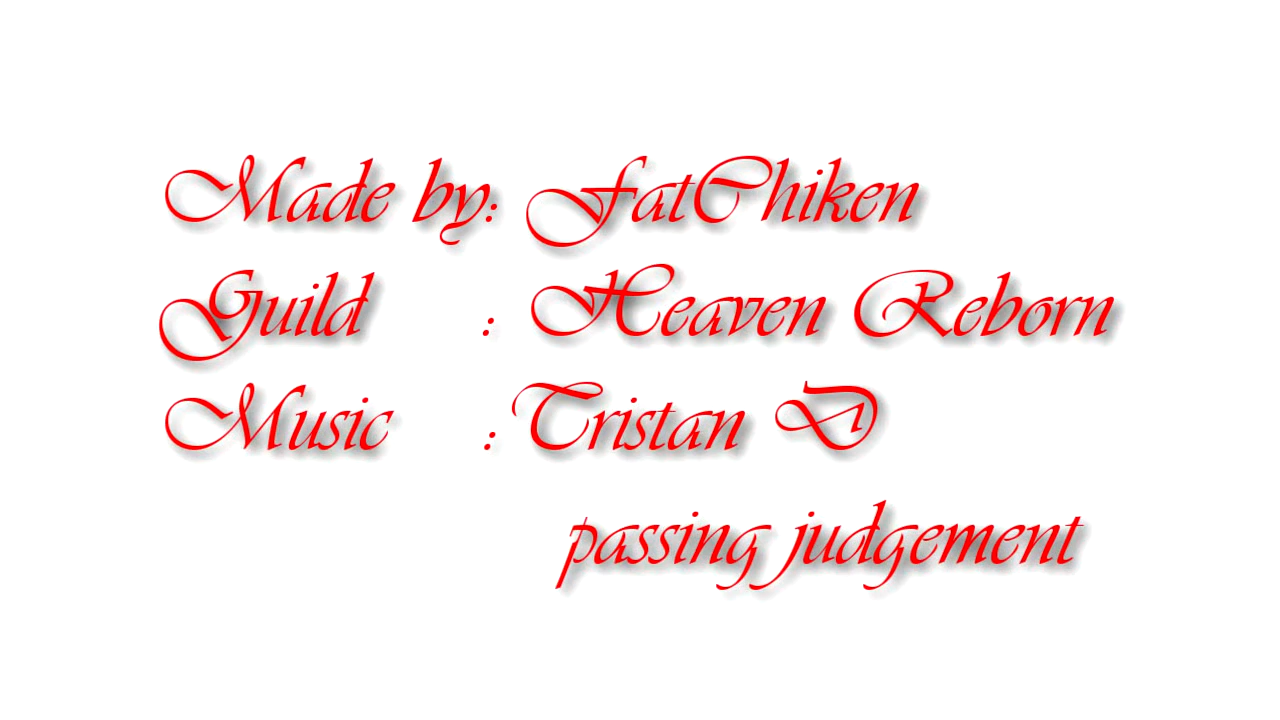 Made by: FatChiken
Guild : Heaven Reborn
Music : Tristan D
passing judgement